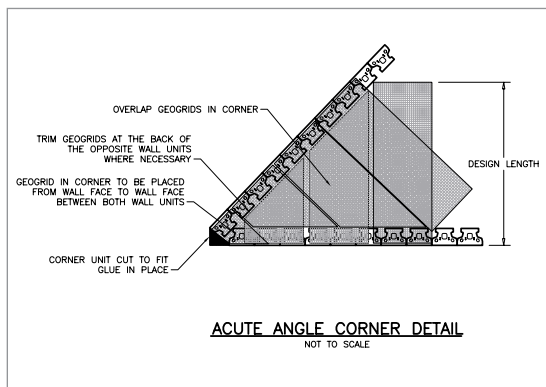 OVERLAP GEOGRIDS IN CORNER
TRIM GEOGRIDS AT THE BACK OF
THE OPPOSITE WALL UNITS
WHERE NECESSARY
GEOGRID IN CORNER TO BE PLACED
FROM WALL FACE TO WALL FACE
BETWEEN BOTH WALL UNITS
CORNER UNIT CUT TO FIT
GLUE IN PLACE
DESIGN LENGTH
ACUTE ANGLE CORNER DETAIL
NOT TO SCALE